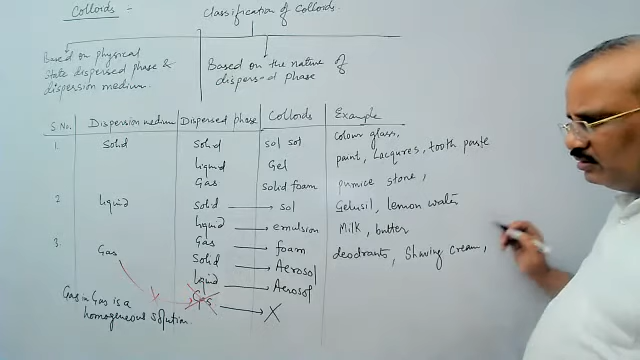 Colloids :-
Classification of Colloids.
Based on physical
State dispersed phase &
dispersion medium.
Based on the nature of
dispersed phase
S.No. Dispersion medium Dispersed phase Colloids Example
1. Solid Solid sol sol Colour glass,
Liquid Gel paint, Lacqures, tooth paste
Gas Solid foam pumice stone,
2 Liquid Solid → sol Gelusil, lemon water
Liquid → emulsion Milk, butter
3. Gas Gas → foam deodrants, Shaving cream,
Solid → Aerosol
Liquid → Aerosol
Gas → X
Gas in Gas is a
homogeneous solution.